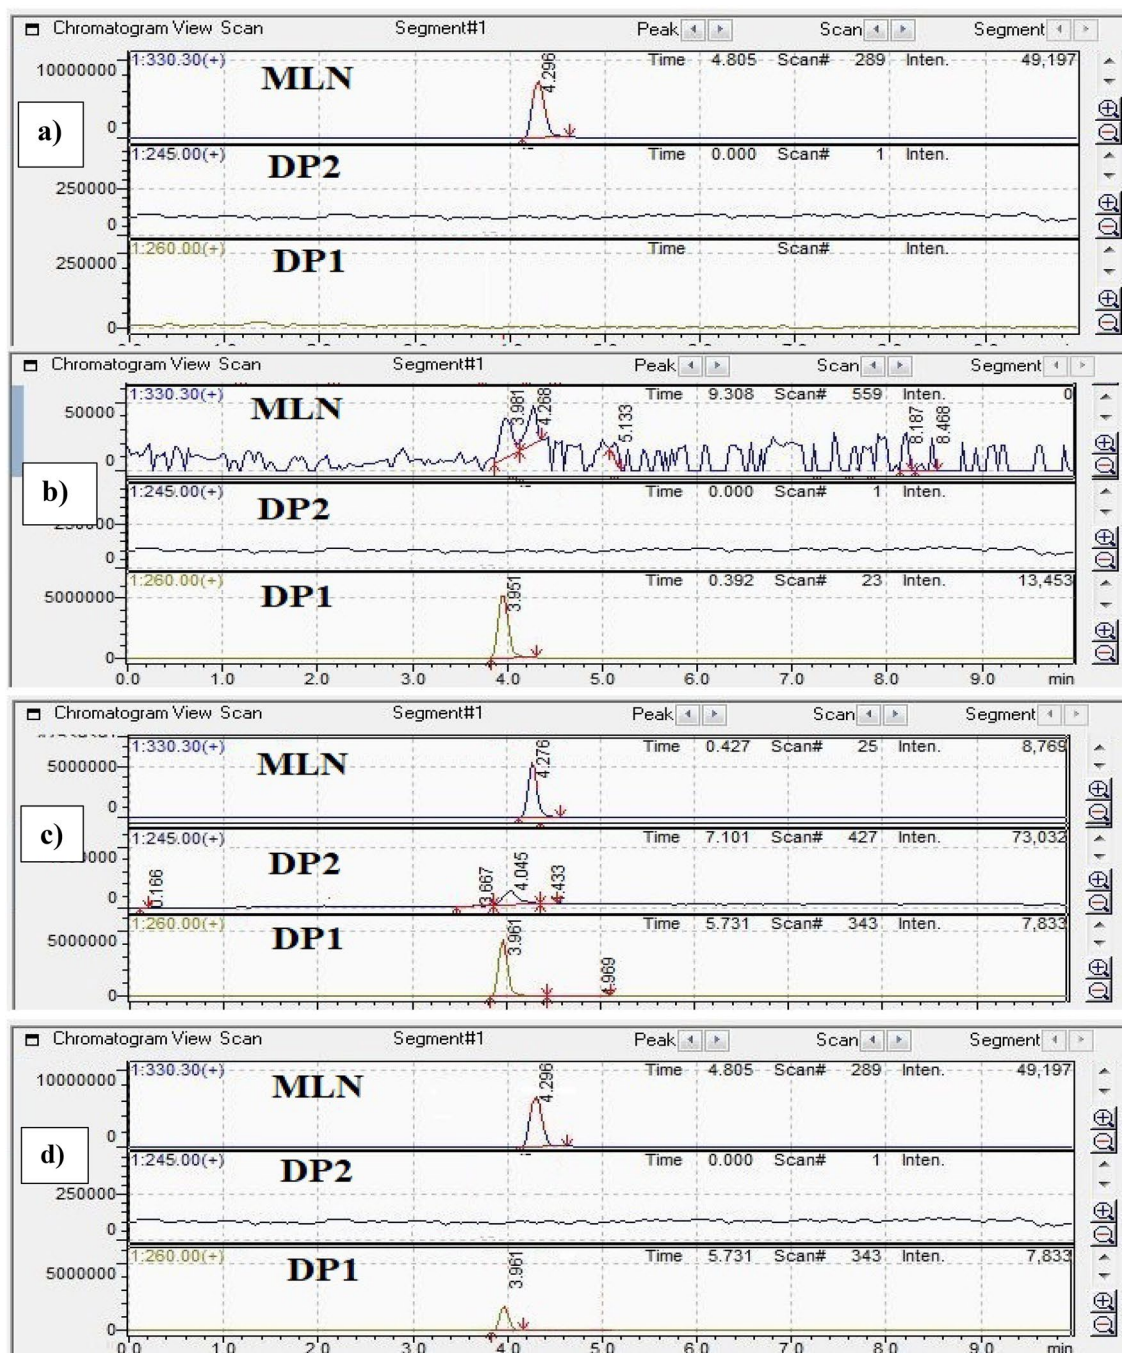 Chromatogram View Scan Segment#1 Peak Scan Segment
1:330.30(+) Time 4.805 Scan# 289 Inten. 49,197
10000000
MLN
4.296
0
a)
1:245.00(+) Time 0.000 Scan# 1 Inten.
DP2
250000
0
1:260.00(+) Time Scan# Inten.
DP1
250000
0
Chromatogram View Scan Segment#1 Peak Scan Segment
1:330.30(+) Time 9.308 Scan# 559 Inten. 0
50000
MLN
3.981 4.268 5.133 8.187 8.468
0
b)
1:245.00(+) Time 0.000 Scan# 1 Inten.
DP2
0
1:260.00(+) Time 0.392 Scan# 23 Inten. 13,453
DP1
5000000
3.951
0
0.0 1.0 2.0 3.0 4.0 5.0 6.0 7.0 8.0 9.0 min
Chromatogram View Scan Segment#1 Peak Scan Segment
1:330.30(+) Time 0.427 Scan# 25 Inten. 8,769
5000000
MLN
4.276
0
c)
1:245.00(+) Time 7.101 Scan# 427 Inten. 73,032
DP2
0.166 3.667 4.045 4.433
0
1:260.00(+) Time 5.731 Scan# 343 Inten. 7,833
5000000
DP1
3.961 4.969
0
Chromatogram View Scan Segment#1 Peak Scan Segment
1:330.30(+) Time 4.805 Scan# 289 Inten. 49,197
10000000
MLN
4.296
0
d)
1:245.00(+) Time 0.000 Scan# 1 Inten.
DP2
250000
0
1:260.00(+) Time 5.731 Scan# 343 Inten. 7,833
5000000
DP1
3.961
0
0.0 1.0 2.0 3.0 4.0 5.0 6.0 7.0 8.0 9.0 min